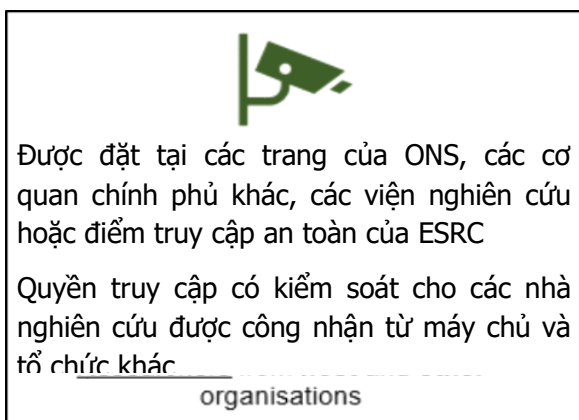 Được đặt tại các trang của ONS, các cơ
quan chính phủ khác, các viện nghiên cứu
hoặc điểm truy cập an toàn của ESRC
Quyền truy cập có kiểm soát cho các nhà
nghiên cứu được công nhận từ máy chủ và
tổ chức khác
organisations